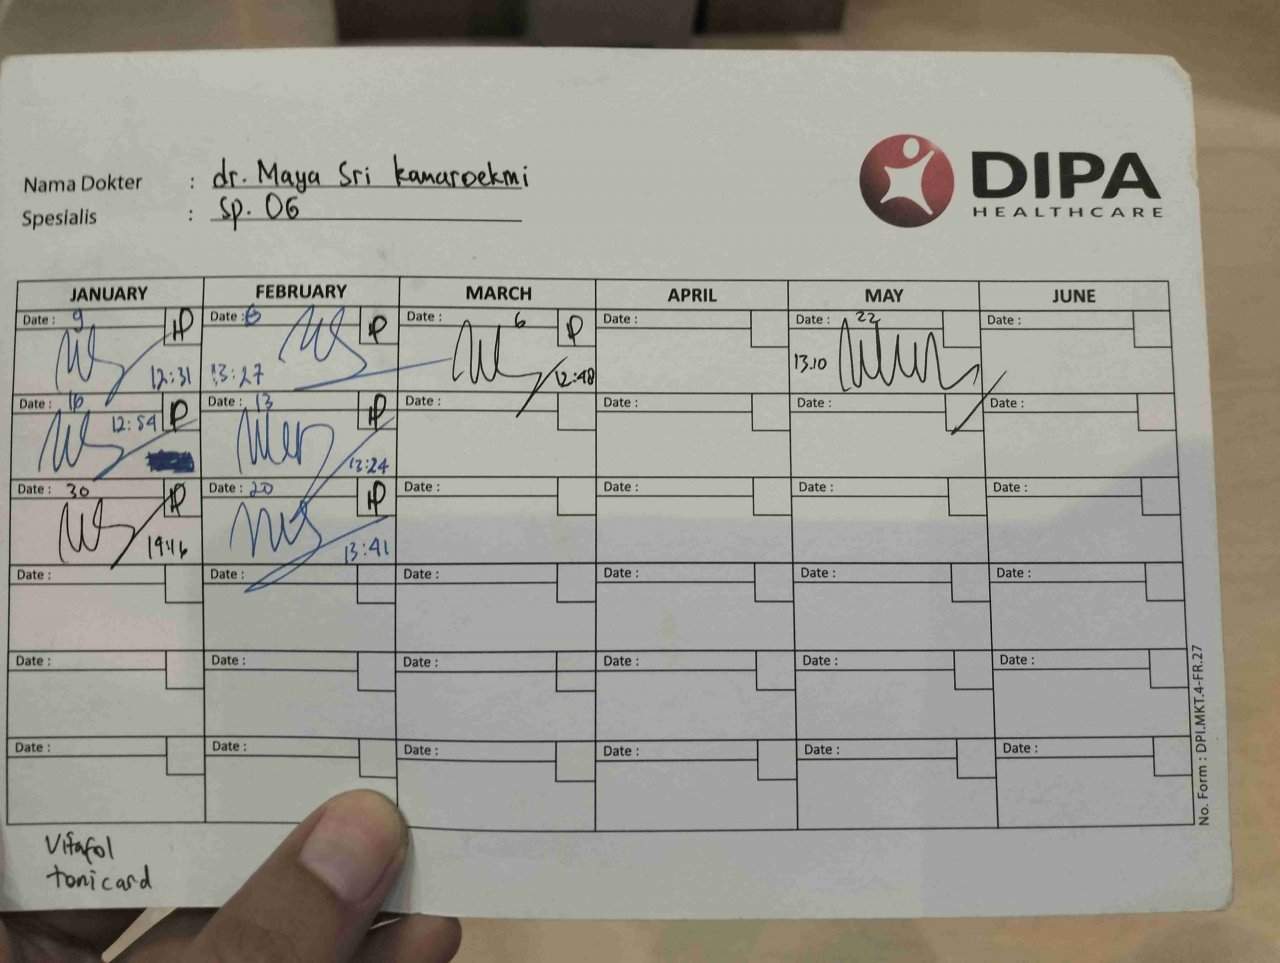 DIPA
HEALTHCARE
Nama Dokter : dr. Maya Sri Kamaroekmi
Spesialis : Sp. OG
JANUARY FEBRUARY MARCH APRIL MAY JUNE
Date : 9 Date : 6 Date : 6 Date : Date : 22 Date :
12:31 13:27 12:48 13.10
Date : 16 Date : 13 Date : Date : Date : Date :
12:54 13:24
Date : 30 Date : 20 Date : Date : Date : Date :
19:46 13:41
Date : Date : Date : Date : Date : Date :
Date : Date : Date : Date : Date : Date :
Date : Date : Date : Date : Date : Date :
No. Form : DPI.MKT.4-FR.27
Vitafol
tonicard